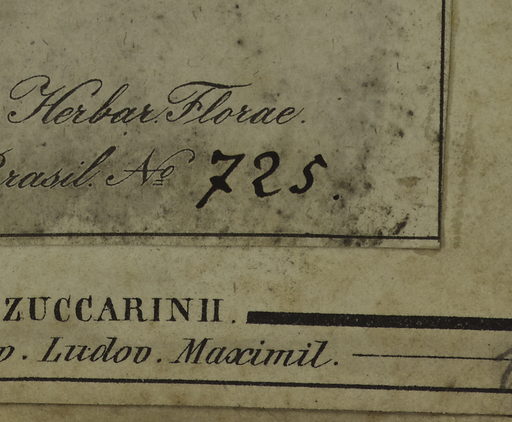 Herbar. Florae.
Brasil. No 725.
ZUCCARINII.
Ludov. Maximil.